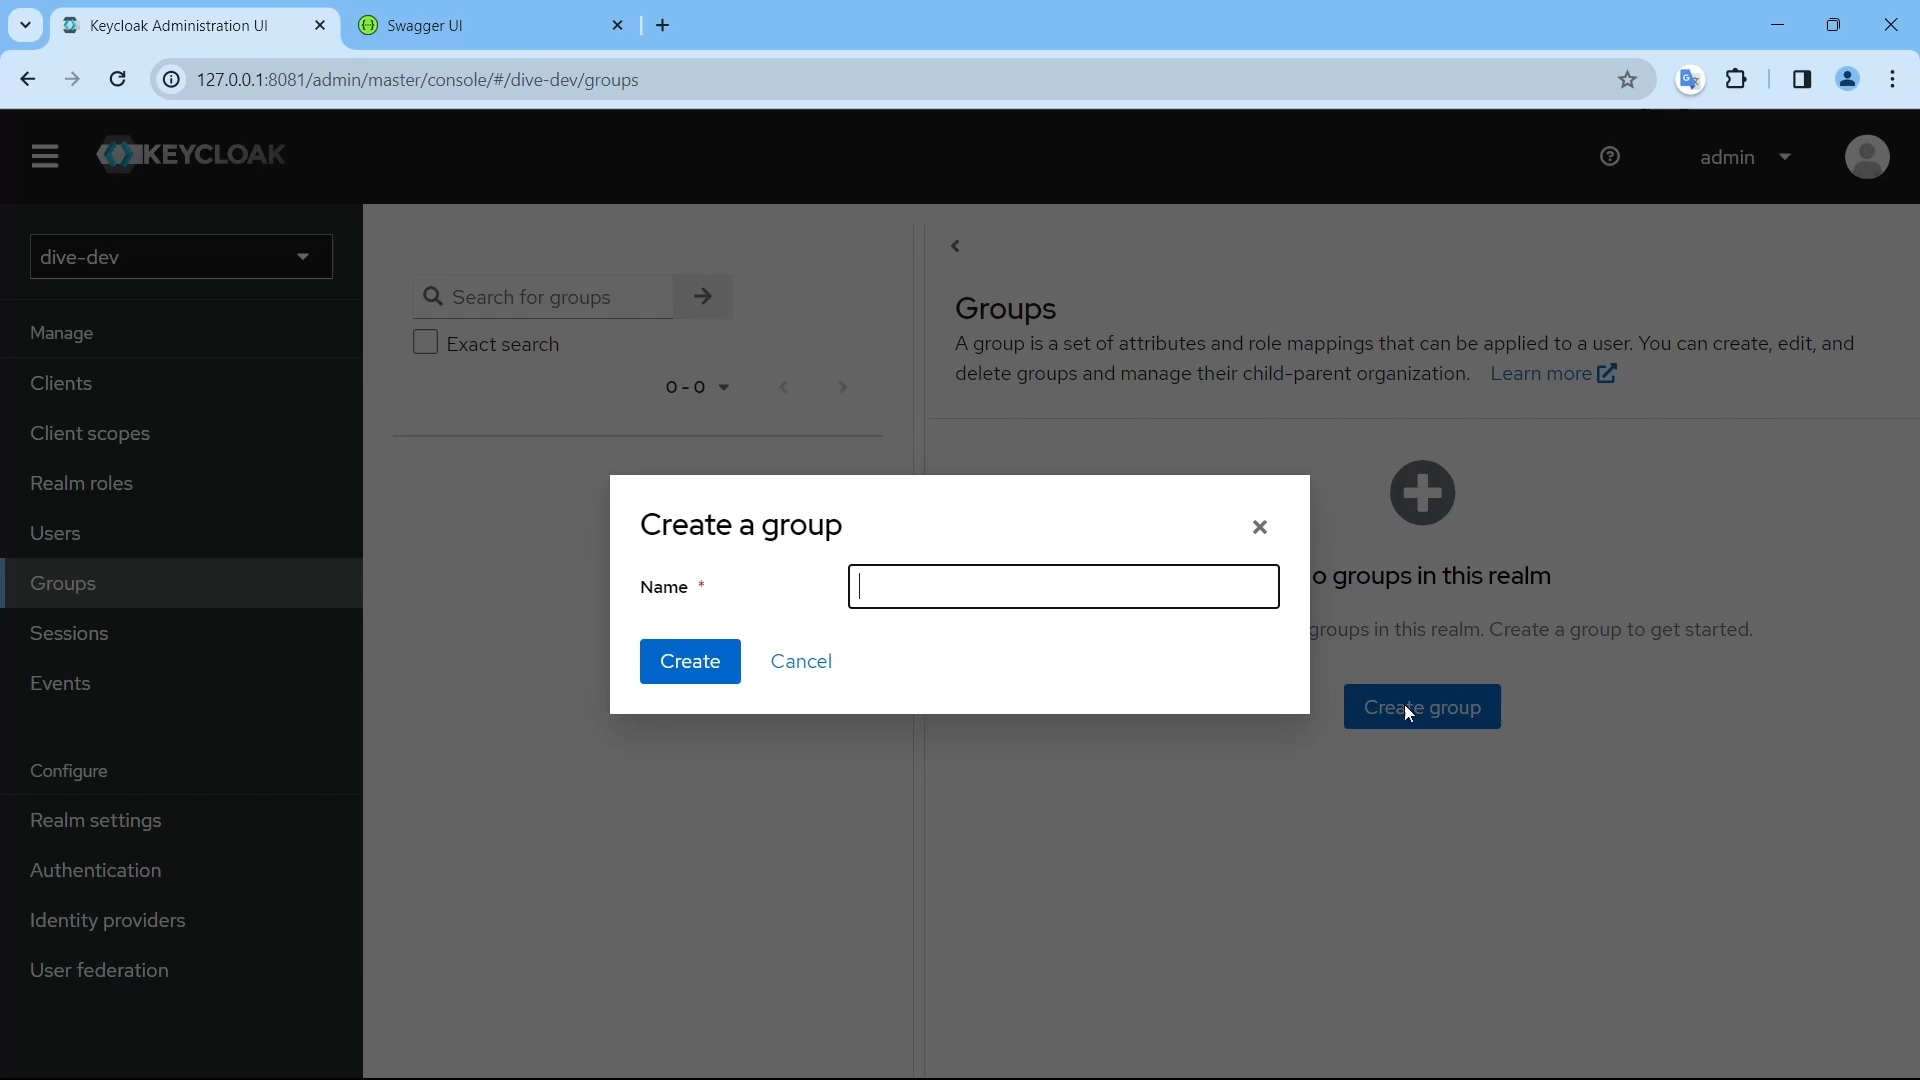 Keycloak Administration UI
Swagger UI
127.0.0.1:8081/admin/master/console/#/dive-dev/groups
KEYCLOAK
admin
dive-dev
Manage
Clients
Client scopes
Realm roles
Users
Groups
Sessions
Events
Configure
Realm settings
Authentication
Identity providers
User federation
Search for groups
Exact search
0 - 0
Groups
A group is a set of attributes and role mappings that can be applied to a user. You can create, edit, and
delete groups and manage their child-parent organization. Learn more
o groups in this realm
groups in this realm. Create a group to get started.
Create group
Create a group
Name *
Create
Cancel